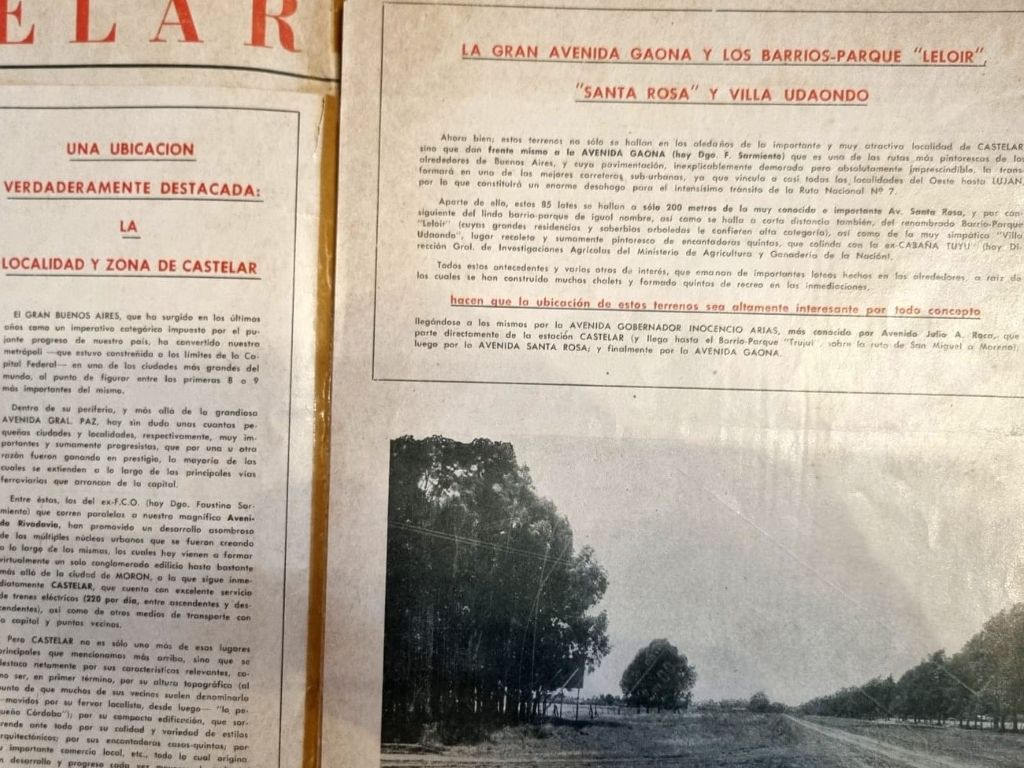 ELAR
UNA UBICACION
VERDADERAMENTE DESTACADA:
LA
LOCALIDAD Y ZONA DE CASTELAR
El GRAN BUENOS AIRES, que ha surgido en los últimos
años como un imperativo categórico impuesto por el pu-
jante progreso de nuestro país, ha convertido nuestra
metrópoli —que estuvo constreñida a los límites de la Ca-
pital Federal— en una de las ciudades más grandes del
mundo, al punto de figurar entre las primeras 8 o 9
más importantes del mismo.
Dentro de su periferia, y más allá de la grandiosa
AVENIDA GRAL. PAZ, hay sin duda unas cuantas pe-
queñas ciudades y localidades, respectivamente, muy im-
portantes y sumamente progresistas, que por una u otra
razón fueron ganando en prestigio, la mayoría de las
cuales se extienden a lo largo de las principales vías
ferroviarias que arrancan de la capital.
Entre éstas, las del ex-F.C.O. (hoy Dgo. Faustino Sar-
miento) que corren paralelas a nuestra magnífica Aveni-
da Rivadavia, han promovido un desarrollo asombroso
de los múltiples núcleos urbanos que se fueron creando
a lo largo de las mismas, los cuales hoy vienen a formar
virtualmente un solo conglomerado edilicio hasta bastante
más allá de la ciudad de MORON, a la que sigue inme-
diatamente CASTELAR, que cuenta con excelente servicio
de trenes eléctricos (220 por día, entre ascendentes y des-
cendentes), así como de otros medios de transporte con
la capital y puntos vecinos.
Pero CASTELAR no es sólo uno más de esos lugares
principales que mencionamos más arriba, sino que se
destaca netamente por sus características relevantes, co-
mo ser, en primer término, por su altura topográfica (al
punto de que muchos de sus vecinos suelen denominarlo
—movidos por su fervor localista, desde luego— "la pe-
queña Córdoba"); por su compacta edificación, que sor-
prende ante todo por su calidad y variedad de estilos
arquitectónicos; por sus encantadoras casas-quintas; por
su importante comercio local, etc., todo lo cual origina
un desarrollo y progreso cada vez
LA GRAN AVENIDA GAONA Y LOS BARRIOS-PARQUE "LELOIR",
"SANTA ROSA" Y VILLA UDAONDO
Ahora bien; estos terrenos no sólo se hallan en los aledaños de la importante y muy atractiva localidad de CASTELAR,
sino que dan frente mismo a la AVENIDA GAONA (hoy Dgo. F. Sarmiento) que es una de las rutas más pintorescas de los
alrededores de Buenos Aires, y cuya pavimentación, inexplicablemente demorada pero absolutamente imprescindible, la trans-
formará en una de las mejores carreteras sub-urbanas, ya que vincula a casi todas las localidades del Oeste hasta LUJAN,
por lo que constituirá un enorme desahogo para el intensísimo tránsito de la Ruta Nacional Nº 7.
Aparte de ello, estos 85 lotes se hallan a sólo 200 metros de la muy conocida e importante Av. Santa Rosa, y por con-
siguiente del lindo barrio-parque de igual nombre, así como se halla a corta distancia también, del renombrado Barrio-Parque
"Leloir" (cuyas grandes residencias y soberbias arboledas le confieren alta categoría), así como de la muy simpática "Villa
Udaondo", lugar recoleto y sumamente pintoresco de encantadoras quintas, que colinda con la ex-CABAÑA TUYU (hoy Di-
rección Gral. de Investigaciones Agrícolas del Ministerio de Agricultura y Ganadería de la Nación).
Todos estos antecedentes y varios otros de interés, que emanan de importantes loteos hechos en los alrededores, a raíz de
los cuales se han construído muchos chalets y formado quintas de recreo en las inmediaciones,
hacen que la ubicación de estos terrenos sea altamente interesante por todo concepto
llegándose a los mismos por la AVENIDA GOBERNADOR INOCENCIO ARIAS, más conocida por Avenida Julio A. Roca, que
parte directamente de la estación CASTELAR (y llega hasta el Barrio-Parque "Trujui", sobre la ruta de San Miguel a Moreno);
luego por la AVENIDA SANTA ROSA; y finalmente por la AVENIDA GAONA.